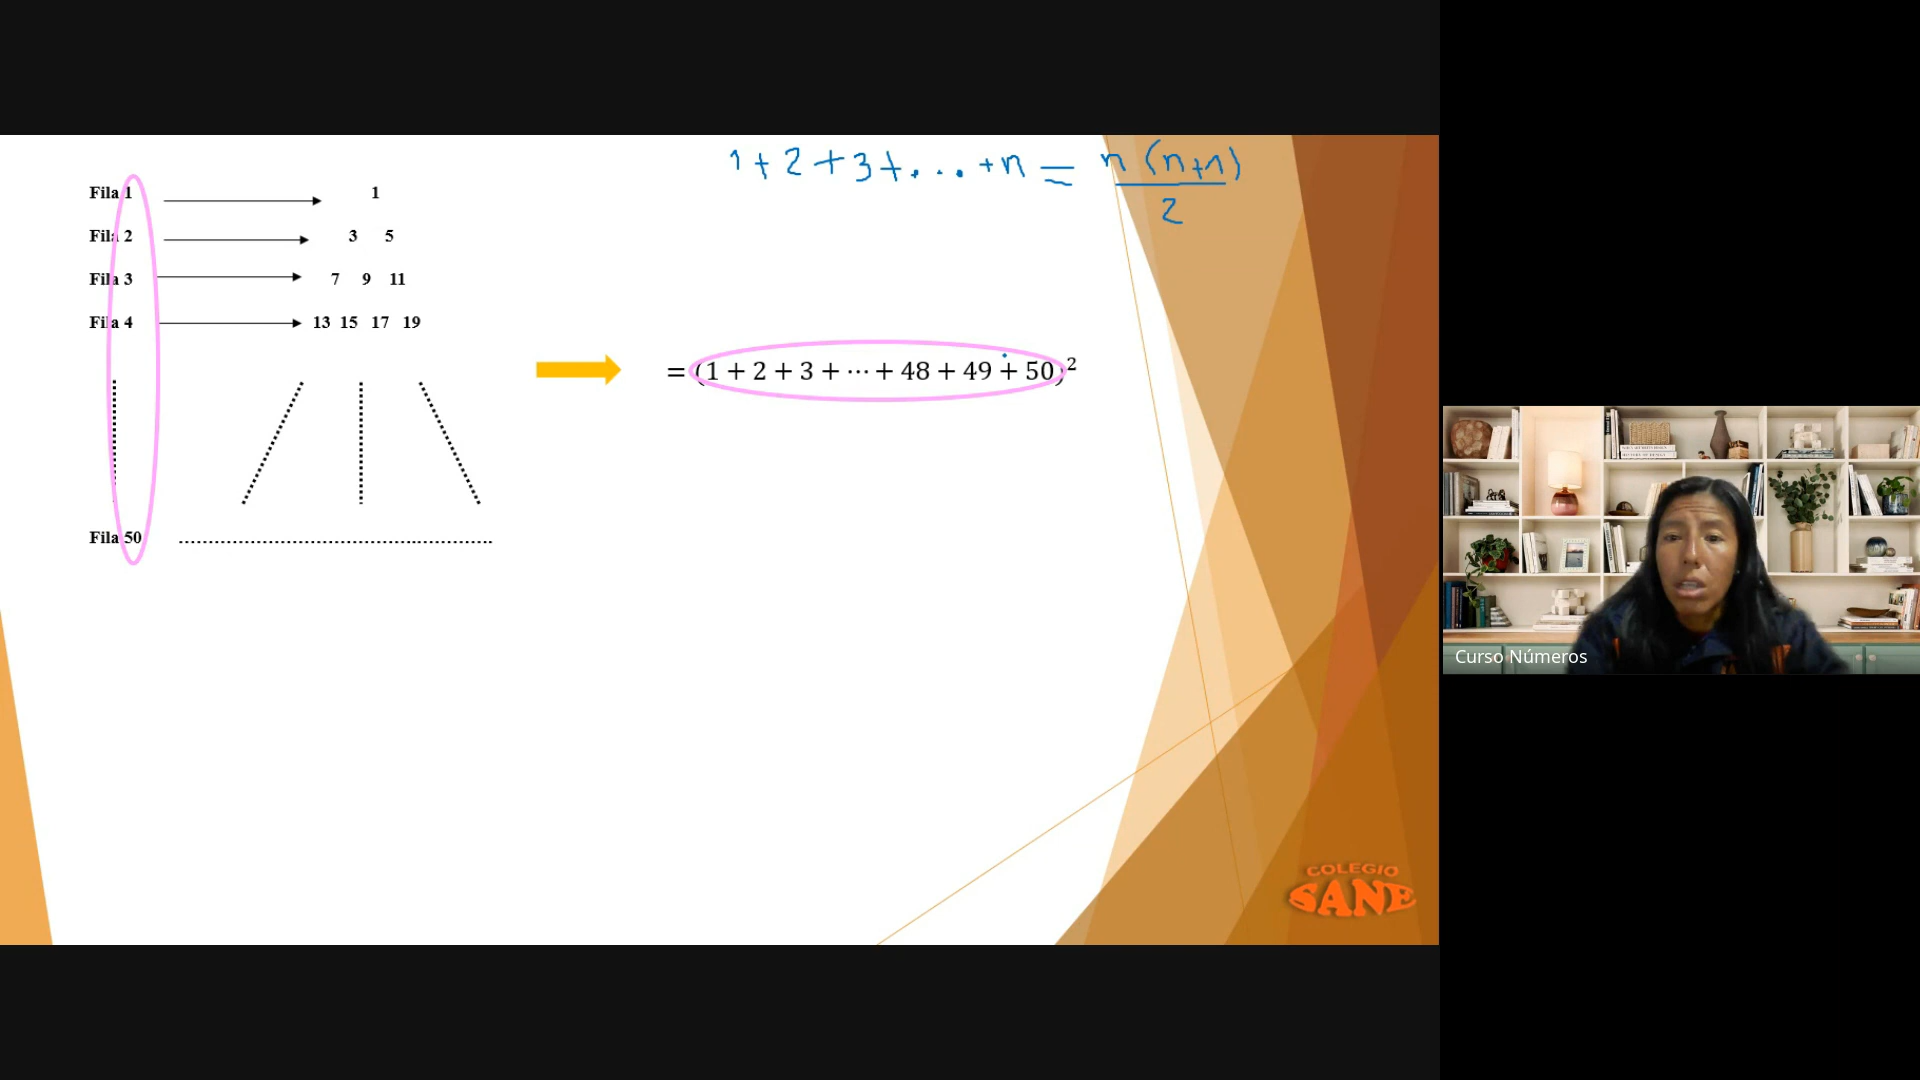 1+2+3+...+n = n (n+1)
2
Fila 1 1
Fila 2 3 5
Fila 3 7 9 11
Fila 4 13 15 17 19
= (1 + 2 + 3 + ⋯ + 48 + 49 + 50)²
Fila 50
Curso Números
COLEGIO
SANE